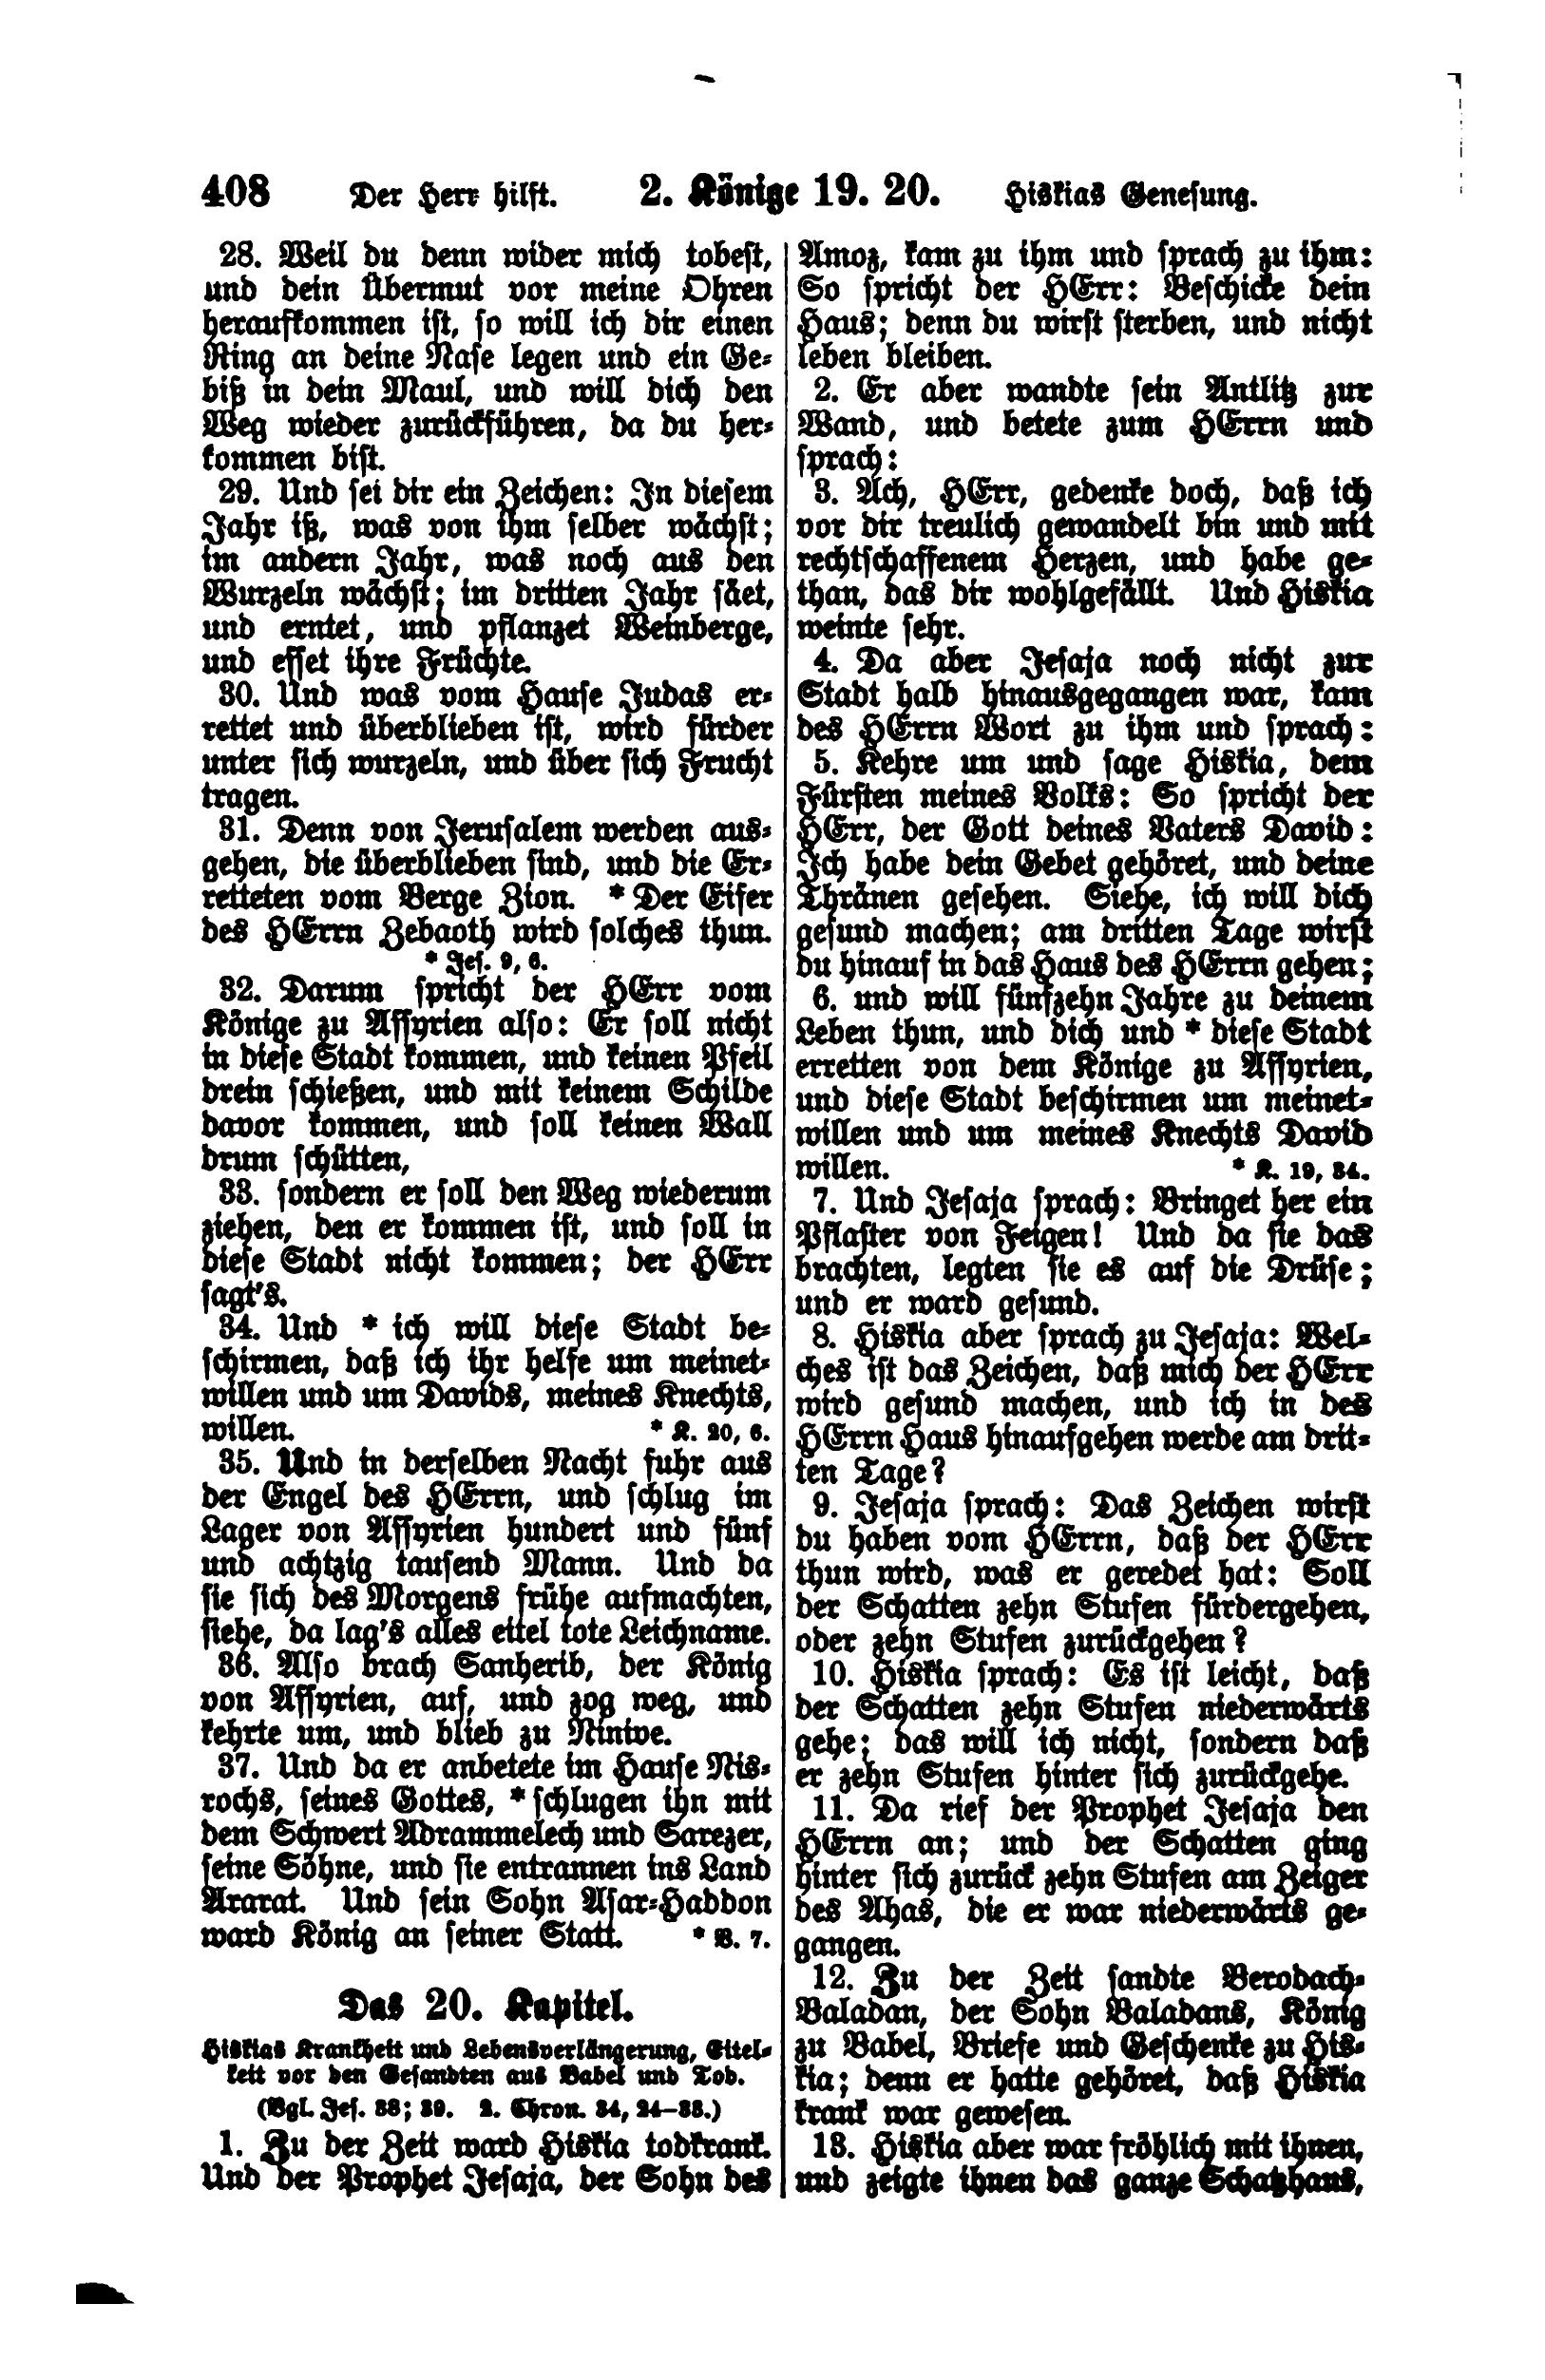 408 Der Herr hilft. 2. Könige 19. 20. Hiskias Genesung.
28. Weil du denn wider mich tobest,
und dein Übermut vor meine Ohren
heraufkommen ist, so will ich dir einen
Ring an deine Nase legen und ein Ge-
biß in dein Maul, und will dich den
Weg wieder zurückführen, da du her-
kommen bist.
29. Und sei dir ein Zeichen: In diesem
Jahr iß, was von ihm selber wächst;
im andern Jahr, was noch aus den
Wurzeln wächst; im dritten Jahr säet,
und erntet, und pflanzet Weinberge,
und esset ihre Früchte.
30. Und was vom Hause Judas er-
rettet und überblieben ist, wird fürder
unter sich wurzeln, und über sich Frucht
tragen.
31. Denn von Jerusalem werden aus-
gehen, die überblieben sind, und die Er-
retteten vom Berge Zion. * Der Eifer
des HErrn Zebaoth wird solches thun.
* Jes. 9, 6.
32. Darum spricht der HErr vom
Könige zu Assyrien also: Er soll nicht
in diese Stadt kommen, und keinen Pfeil
drein schießen, und mit keinem Schilde
davor kommen, und soll keinen Wall
drum schütten,
33. sondern er soll den Weg wiederum
ziehen, den er kommen ist, und soll in
diese Stadt nicht kommen; der HErr
sagt's.
34. Und * ich will diese Stadt be-
schirmen, daß ich ihr helfe um meinet-
willen und um Davids, meines Knechts,
willen. * K. 20, 6.
35. Und in derselben Nacht fuhr aus
der Engel des HErrn, und schlug im
Lager von Assyrien hundert und fünf
und achtzig tausend Mann. Und da
sie sich des Morgens frühe aufmachten,
siehe, da lag's alles eitel tote Leichname.
36. Also brach Sanherib, der König
von Assyrien, auf, und zog weg, und
kehrte um, und blieb zu Ninive.
37. Und da er anbetete im Hause Nis-
rochs, seines Gottes, * schlugen ihn mit
dem Schwert Adrammelech und Sarezer,
seine Söhne, und sie entrannen ins Land
Ararat. Und sein Sohn Asar-Haddon
ward König an seiner Statt. * B. 7.
Das 20. Kapitel.
Hiskias Krankheit und Lebensverlängerung, Eitel-
keit vor den Gesandten aus Babel und Tod.
(Vgl. Jes. 38; 39. 2. Chron. 34, 24–33.)
1. Zu der Zeit ward Hiskia todkrank.
Und der Prophet Jesaja, der Sohn des
Amoz, kam zu ihm und sprach zu ihm:
So spricht der HErr: Beschicke dein
Haus; denn du wirst sterben, und nicht
leben bleiben.
2. Er aber wandte sein Antlitz zur
Wand, und betete zum HErrn und
sprach:
3. Ach, HErr, gedenke doch, daß ich
vor dir treulich gewandelt bin und mit
rechtschaffenem Herzen, und habe ge-
than, das dir wohlgefällt. Und Hiskia
weinte sehr.
4. Da aber Jesaja noch nicht zur
Stadt halb hinausgegangen war, kam
des HErrn Wort zu ihm und sprach:
5. Kehre um und sage Hiskia, dem
Fürsten meines Volks: So spricht der
HErr, der Gott deines Vaters David:
Ich habe dein Gebet gehöret, und deine
Thränen gesehen. Siehe, ich will dich
gesund machen; am dritten Tage wirst
du hinauf in das Haus des HErrn gehen;
6. und will fünfzehn Jahre zu deinem
Leben thun, und dich und * diese Stadt
erretten von dem Könige zu Assyrien,
und diese Stadt beschirmen um meinet-
willen und um meines Knechts David
willen. * K. 19, 34.
7. Und Jesaja sprach: Bringet her ein
Pflaster von Feigen! Und da sie das
brachten, legten sie es auf die Drüse;
und er ward gesund.
8. Hiskia aber sprach zu Jesaja: Wel-
ches ist das Zeichen, daß mich der HErr
wird gesund machen, und ich in des
HErrn Haus hinaufgehen werde am drit-
ten Tage?
9. Jesaja sprach: Das Zeichen wirst
du haben vom HErrn, daß der HErr
thun wird, was er geredet hat: Soll
der Schatten zehn Stufen fürdergehen,
oder zehn Stufen zurückgehen?
10. Hiskia sprach: Es ist leicht, daß
der Schatten zehn Stufen niederwärts
gehe; das will ich nicht, sondern daß
er zehn Stufen hinter sich zurückgehe.
11. Da rief der Prophet Jesaja den
HErrn an; und der Schatten ging
hinter sich zurück zehn Stufen am Zeiger
des Ahas, die er war niederwärts ge-
gangen.
12. Zu der Zeit sandte Berodach-
Baladan, der Sohn Baladans, König
zu Babel, Briefe und Geschenke zu His-
kia; denn er hatte gehöret, daß Hiskia
krank war gewesen.
13. Hiskia aber war fröhlich mit ihnen,
und zeigte ihnen das ganze Schatzhaus,